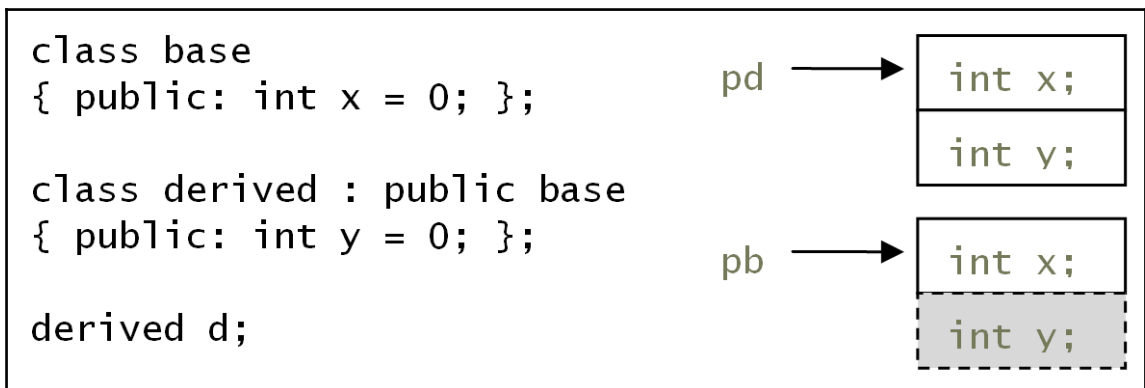 class base
{ public: int x = 0; };
class derived : public base
{ public: int y = 0; };
derived d;
pd
int x;
int y;
pb
int x;
int y;